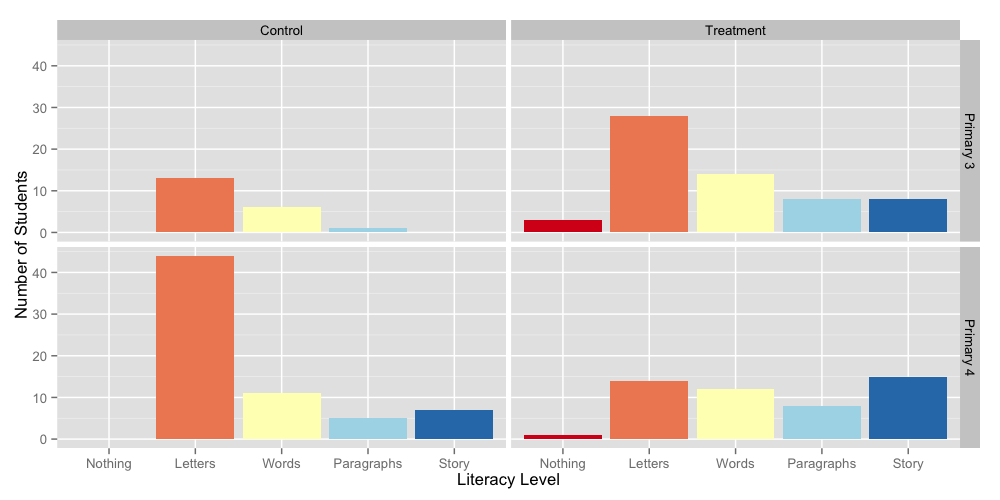 Control
Treatment
40
30
20
10
0
Primary 3
Number of Students
40
30
20
10
0
Primary 4
Nothing Letters Words Paragraphs Story
Nothing Letters Words Paragraphs Story
Literacy Level